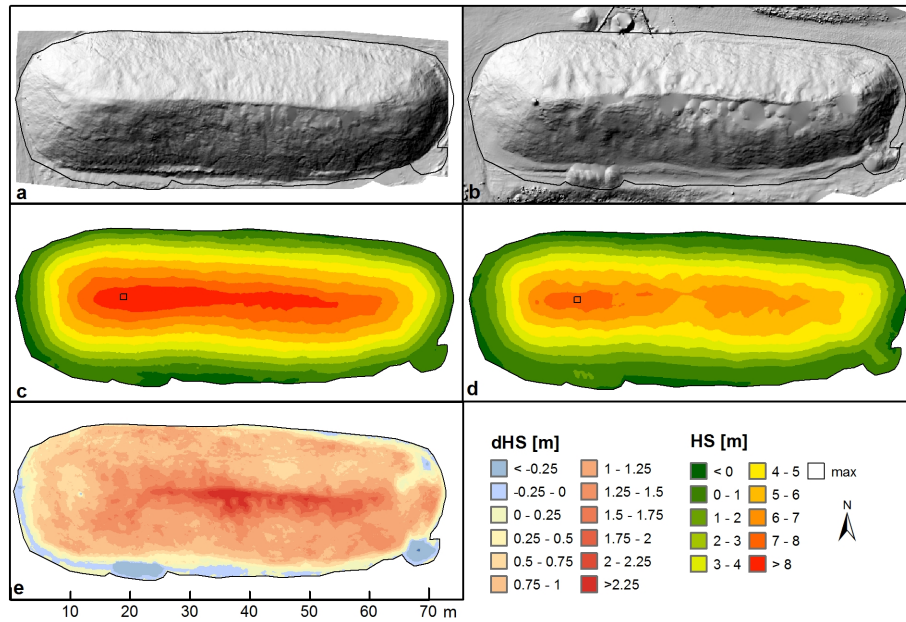 a
b
c
d
e
10 20 30 40 50 60 70 m
dHS [m]
< -0.25
-0.25 - 0
0 - 0.25
0.25 - 0.5
0.5 - 0.75
0.75 - 1
1 - 1.25
1.25 - 1.5
1.5 - 1.75
1.75 - 2
2 - 2.25
>2.25
HS [m]
< 0
0 - 1
1 - 2
2 - 3
3 - 4
4 - 5
5 - 6
6 - 7
7 - 8
> 8
max
N